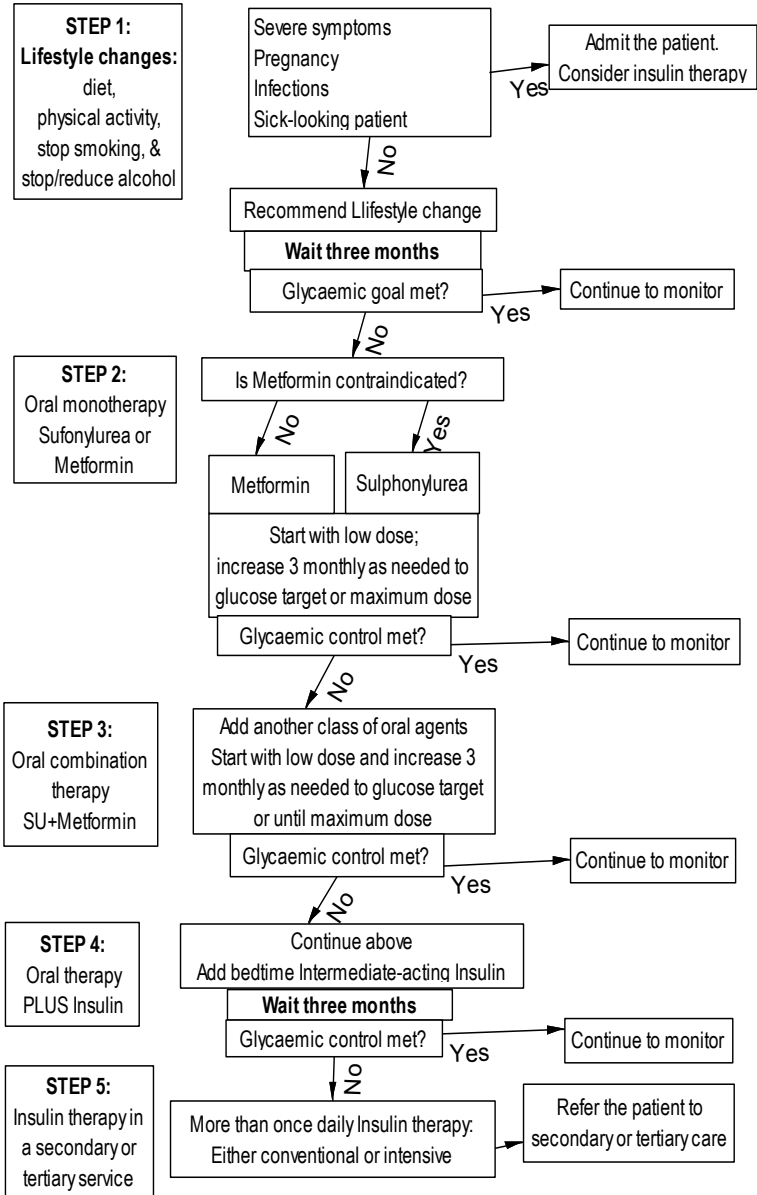 STEP 1:
Lifestyle changes:
diet,
physical activity,
stop smoking, &
stop/reduce alcohol
Severe symptoms
Pregnancy
Infections
Sick-looking patient
Yes
Admit the patient.
Consider insulin therapy
No
Recommend Llifestyle change
Wait three months
Glycaemic goal met?
Yes
Continue to monitor
No
STEP 2:
Oral monotherapy
Sufonylurea or
Metformin
Is Metformin contraindicated?
No
Yes
Metformin
Sulphonylurea
Start with low dose;
increase 3 monthly as needed to
glucose target or maximum dose
Glycaemic control met?
Yes
Continue to monitor
No
STEP 3:
Oral combination
therapy
SU+Metformin
Add another class of oral agents
Start with low dose and increase 3
monthly as needed to glucose target
or until maximum dose
Glycaemic control met?
Yes
Continue to monitor
No
STEP 4:
Oral therapy
PLUS Insulin
Continue above
Add bedtime Intermediate-acting Insulin
Wait three months
Glycaemic control met?
Yes
Continue to monitor
No
STEP 5:
Insulin therapy in
a secondary or
tertiary service
More than once daily Insulin therapy:
Either conventional or intensive
Refer the patient to
secondary or tertiary care